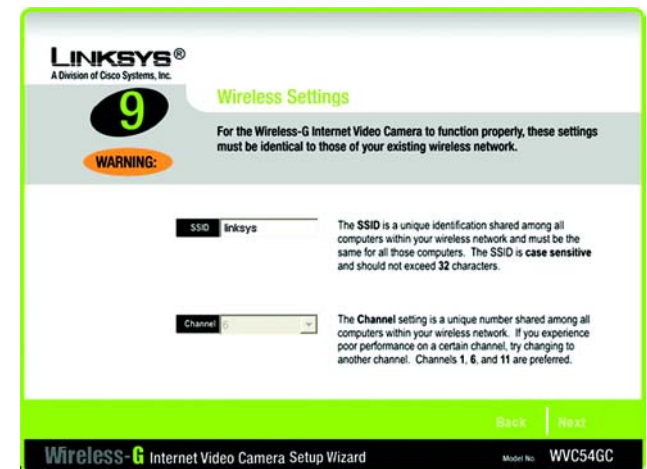 LINKSYS®
A Division of Cisco Systems, Inc.
9
WARNING:
Wireless Settings
For the Wireless-G Internet Video Camera to function properly, these settings
must be identical to those of your existing wireless network.
SSID linksys
The SSID is a unique identification shared among all
computers within your wireless network and must be the
same for all those computers. The SSID is case sensitive
and should not exceed 32 characters.
Channel 6
The Channel setting is a unique number shared among all
computers within your wireless network. If you experience
poor performance on a certain channel, try changing to
another channel. Channels 1, 6, and 11 are preferred.
Back Next
Wireless-G Internet Video Camera Setup Wizard Model No. WVC54GC